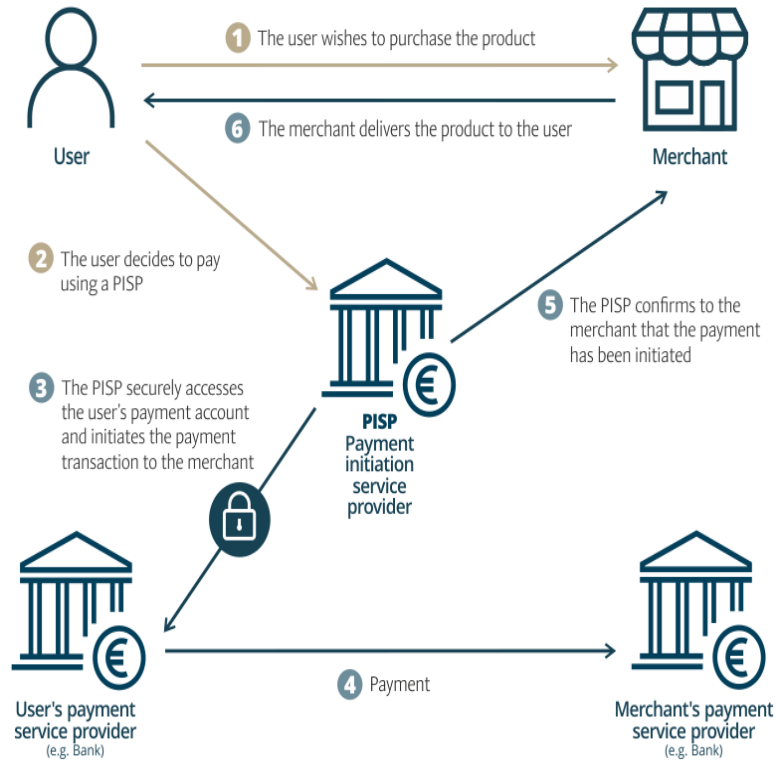 1 The user wishes to purchase the product
6 The merchant delivers the product to the user
User
Merchant
2 The user decides to pay
using a PISP
5 The PISP confirms to the
merchant that the payment
has been initiated
3 The PISP securely accesses
the user's payment account
and initiates the payment
transaction to the merchant
€
PISP
Payment
initiation
service
provider
€
€
4 Payment
User's payment
service provider
(e.g. Bank)
Merchant's payment
service provider
(e.g. Bank)